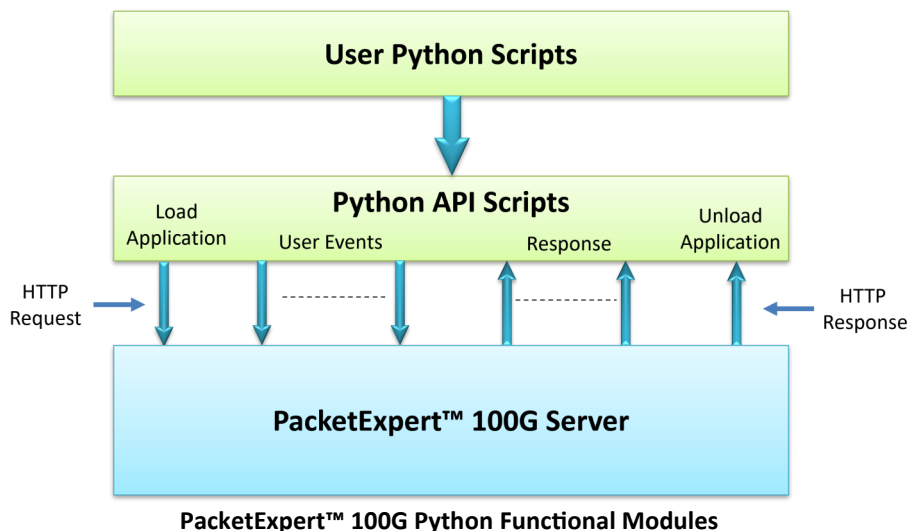 User Python Scripts
Python API Scripts
Load
Application
User Events
Response
Unload
Application
HTTP
Request
HTTP
Response
PacketExpert™ 100G Server
PacketExpert™ 100G Python Functional Modules